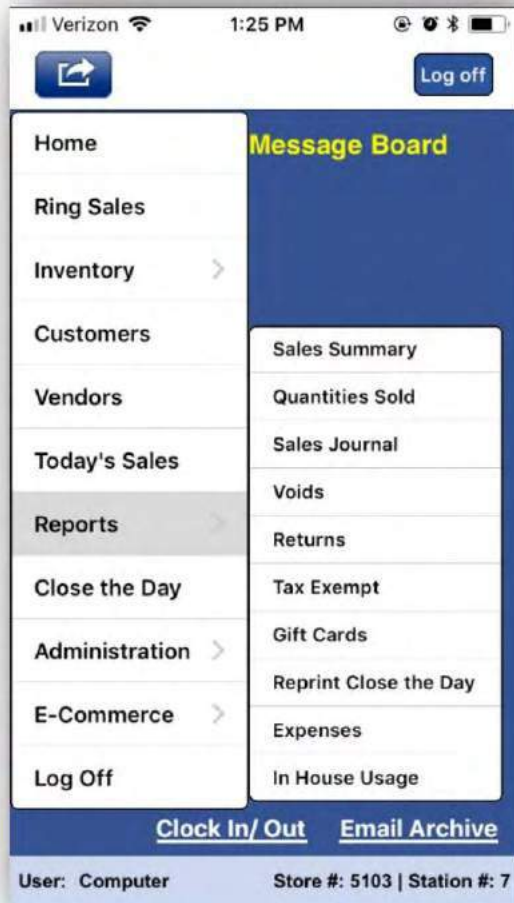 Verizon 1:25 PM
Log off
Message Board
Home
Ring Sales
Inventory
Customers
Vendors
Today's Sales
Reports
Close the Day
Administration
E-Commerce
Log Off
Sales Summary
Quantities Sold
Sales Journal
Voids
Returns
Tax Exempt
Gift Cards
Reprint Close the Day
Expenses
In House Usage
Clock In/ Out Email Archive
User: Computer Store #: 5103 | Station #: 7